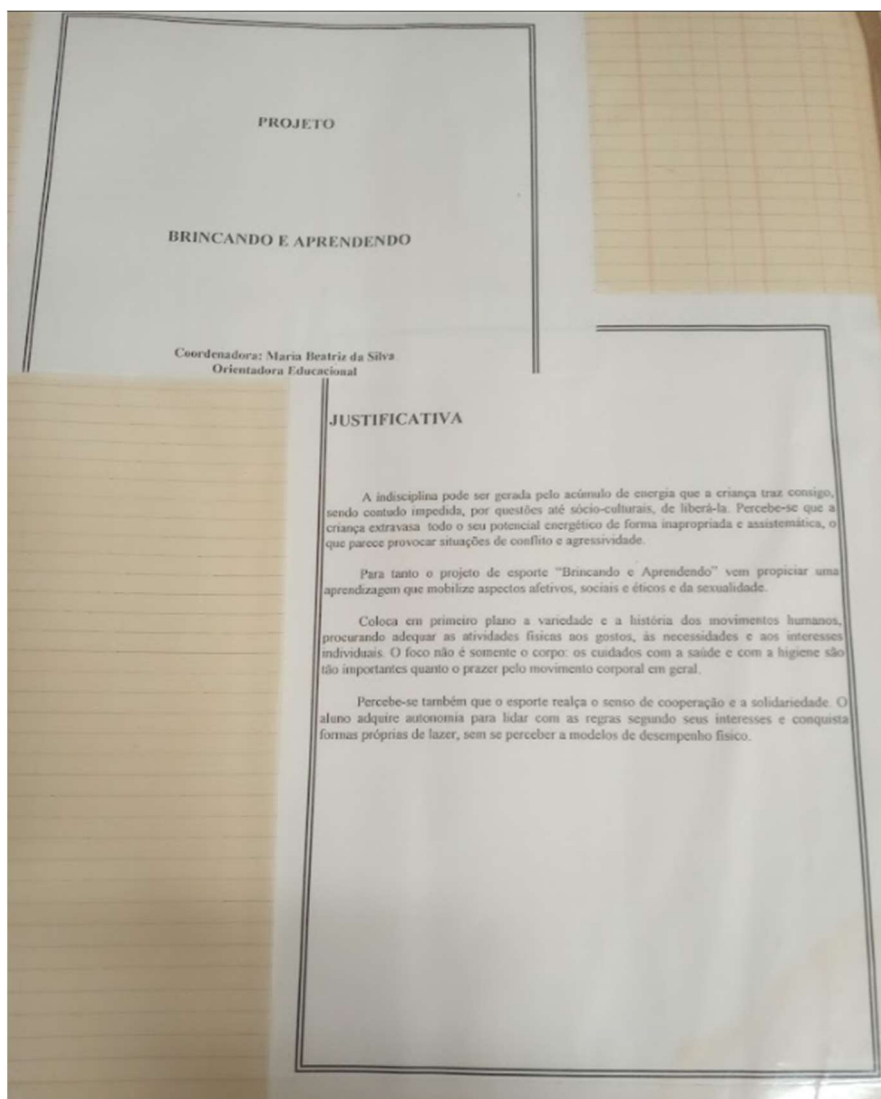 PROJETO
BRINCANDO E APRENDENDO
Coordenadora: Maria Beatriz da Silva
Orientadora Educacional
JUSTIFICATIVA
A indisciplina pode ser gerada pelo acúmulo de energia que a criança traz consigo,
sendo contudo impedida, por questões até sócio-culturais, de liberá-la. Percebe-se que a
criança extravasa todo o seu potencial energético de forma inapropriada e assistemática, o
que parece provocar situações de conflito e agressividade.
Para tanto o projeto de esporte "Brincando e Aprendendo" vem propiciar uma
aprendizagem que mobilize aspectos afetivos, sociais e éticos e da sexualidade.
Coloca em primeiro plano a variedade e a história dos movimentos humanos,
procurando adequar as atividades físicas aos gostos, às necessidades e aos interesses
individuais. O foco não é somente o corpo: os cuidados com a saúde e com a higiene são
tão importantes quanto o prazer pelo movimento corporal em geral.
Percebe-se também que o esporte realça o senso de cooperação e a solidariedade. O
aluno adquire autonomia para lidar com as regras segundo seus interesses e conquista
formas próprias de lazer, sem se perceber a modelos de desempenho físico.